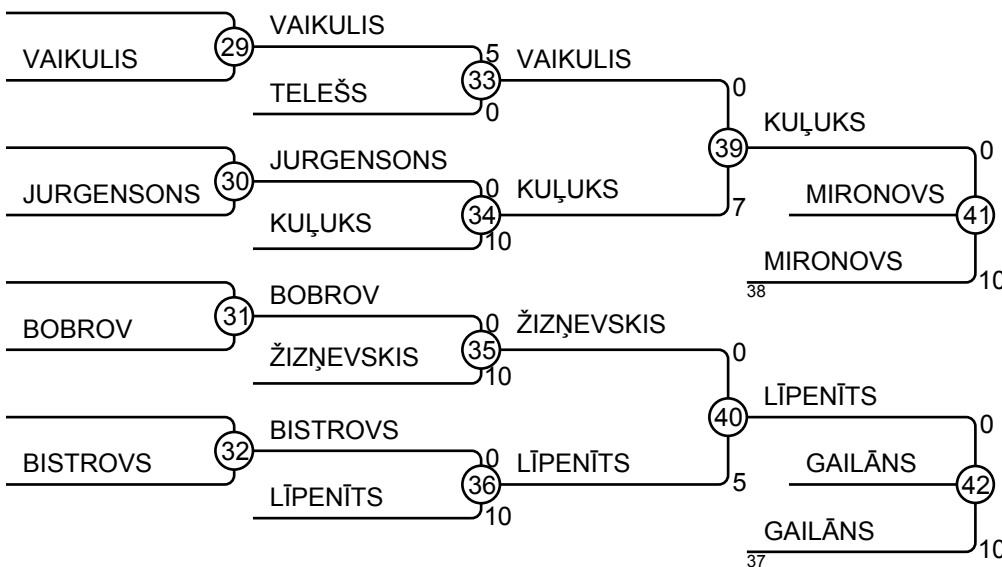 VAIKULIS
29
VAIKULIS
5
TELEŠS
0
33
VAIKULIS
0
JURGENSONS
30
JURGENSONS
0
KUĻUKS
10
34
KUĻUKS
7
39
KUĻUKS
0
MIRONOVS
41
MIRONOVS
38
10
BOBROV
31
BOBROV
0
ŽIZŅEVSKIS
10
35
ŽIZŅEVSKIS
0
BISTROVS
32
BISTROVS
0
LĪPENĪTS
10
36
LĪPENĪTS
5
40
LĪPENĪTS
0
GAILĀNS
42
GAILĀNS
37
10